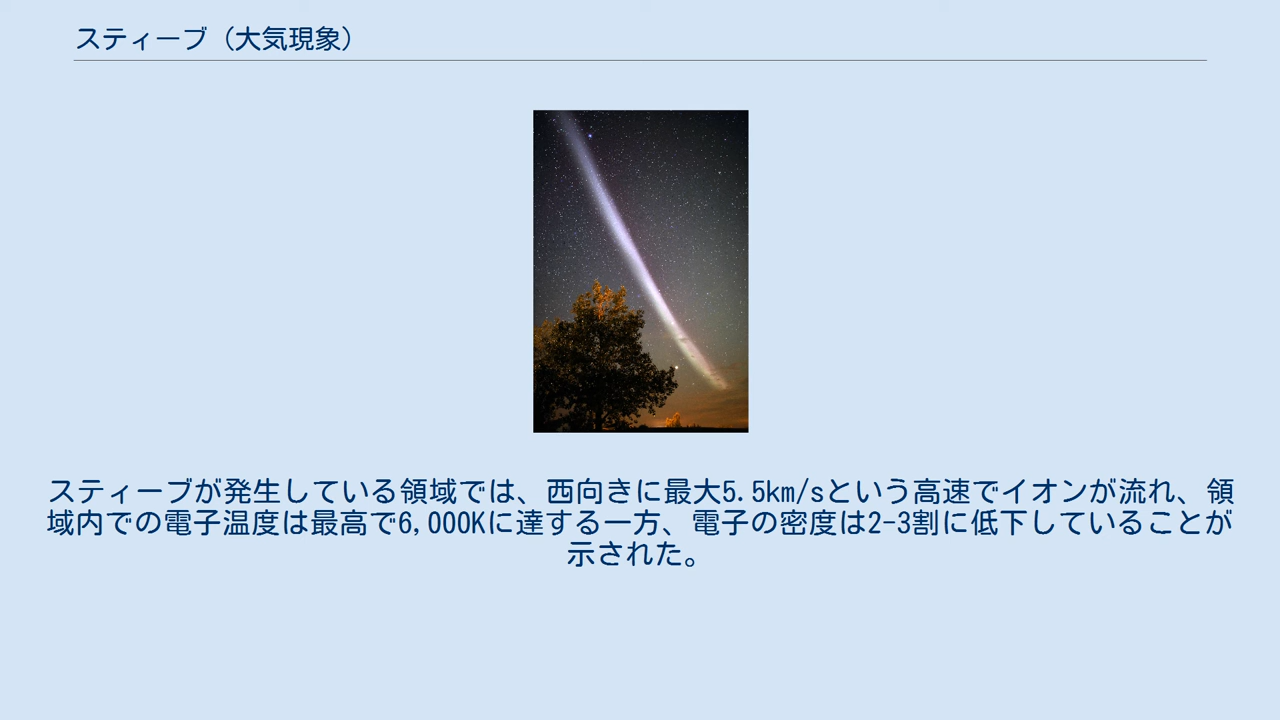 スティーブ（大気現象）
スティーブが発生している領域では、西向きに最大5.5km/sという高速でイオンが流れ、領
域内での電子温度は最高で6,000Kに達する一方、電子の密度は2-3割に低下していることが
示された。